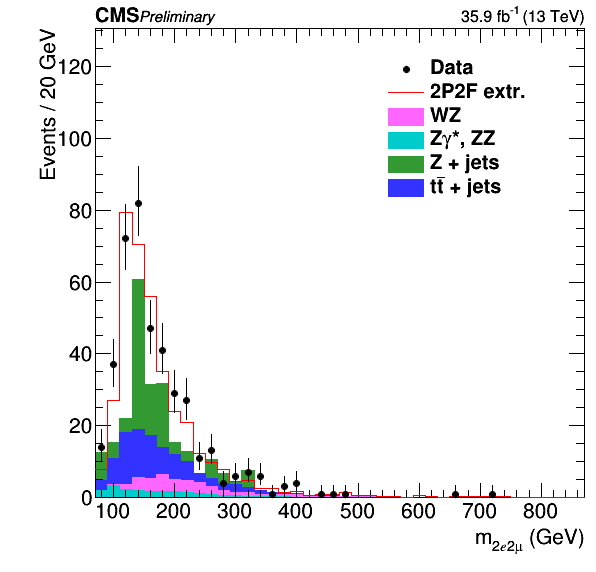 CMS Preliminary 35.9 fb⁻¹ (13 TeV)
Events / 20 GeV
120
100
80
60
40
20
0
Data
2P2F extr.
WZ
Zγ*, ZZ
Z + jets
tt̅ + jets
100 200 300 400 500 600 700 800
m₂ₑ₂μ (GeV)